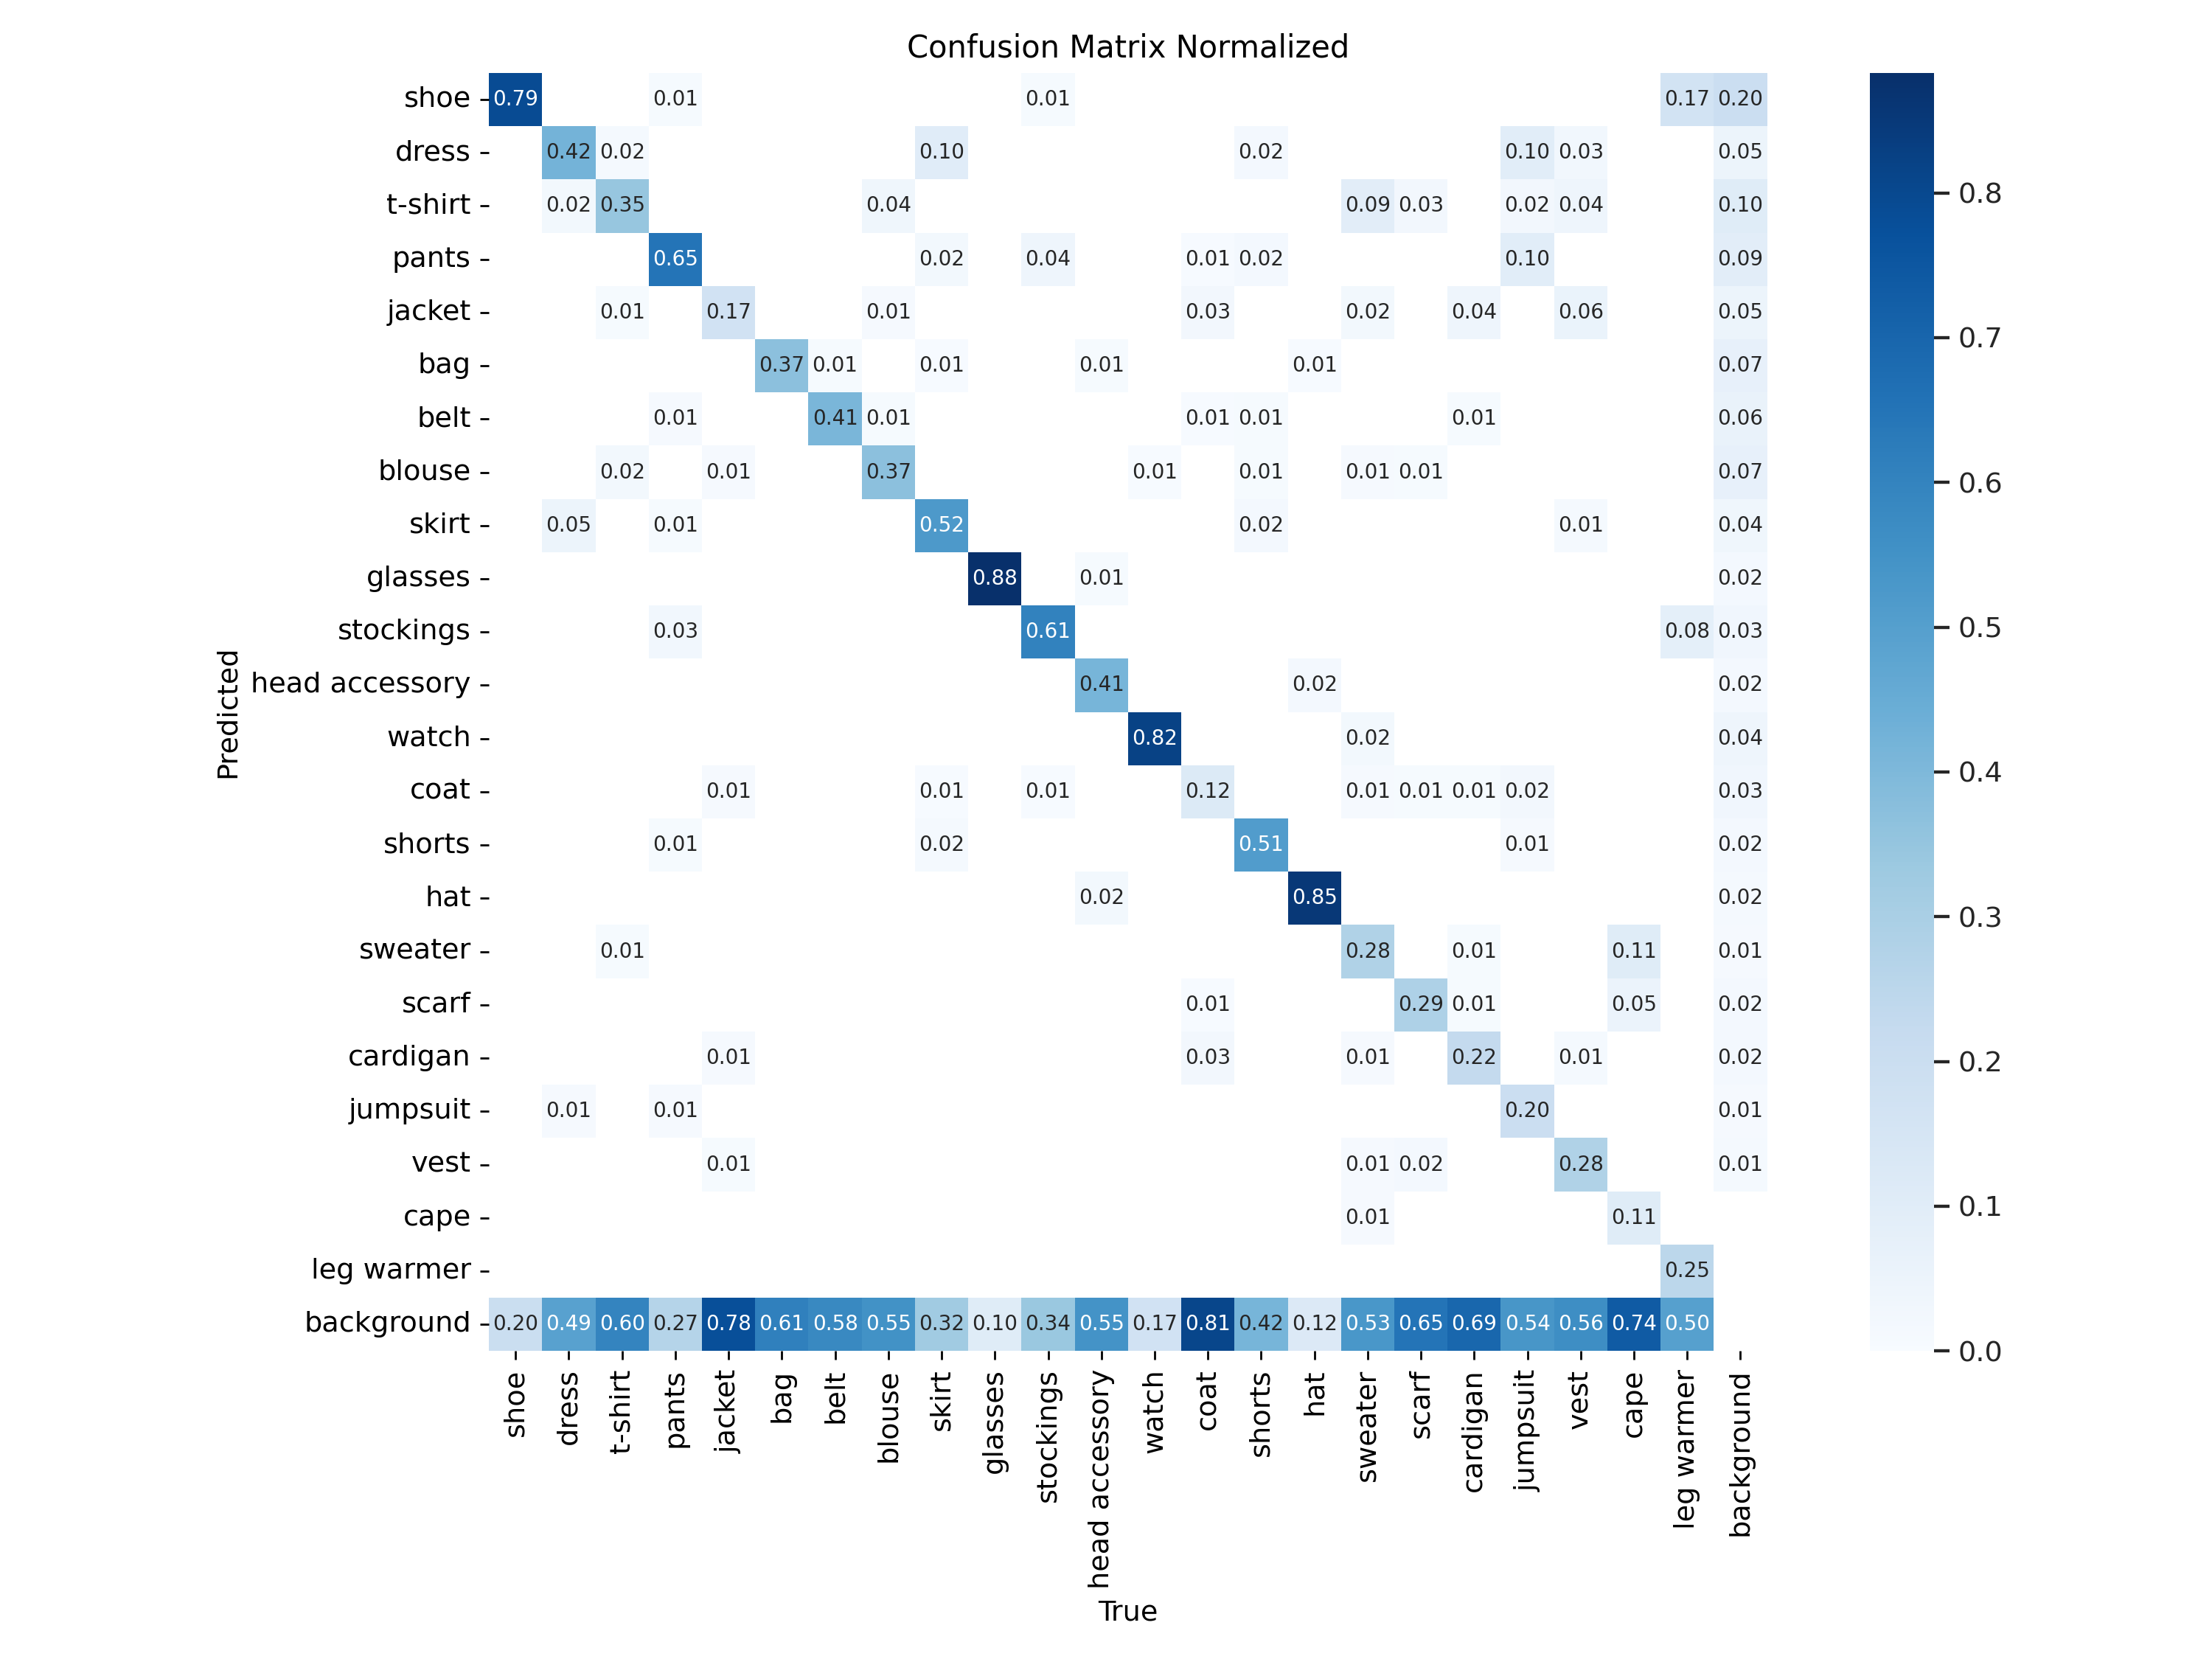 Confusion Matrix Normalized
shoe 0.79 0.01 0.01 0.17 0.20
dress 0.42 0.02 0.10 0.02 0.10 0.03 0.05
t-shirt 0.02 0.35 0.04 0.09 0.03 0.02 0.04 0.10
pants 0.65 0.02 0.04 0.01 0.02 0.10 0.09
jacket 0.01 0.17 0.01 0.03 0.02 0.04 0.06 0.05
bag 0.37 0.01 0.01 0.01 0.01 0.07
belt 0.01 0.41 0.01 0.01 0.01 0.01 0.06
blouse 0.02 0.01 0.37 0.01 0.01 0.01 0.01 0.07
skirt 0.05 0.01 0.52 0.02 0.01 0.04
glasses 0.88 0.01 0.02
stockings 0.03 0.61 0.08 0.03
head accessory 0.41 0.02 0.02
watch 0.82 0.02 0.04
coat 0.01 0.01 0.01 0.12 0.01 0.01 0.01 0.02 0.03
shorts 0.01 0.02 0.51 0.01 0.02
hat 0.02 0.85 0.02
sweater 0.01 0.28 0.01 0.11 0.01
scarf 0.01 0.29 0.01 0.05 0.02
cardigan 0.01 0.03 0.01 0.22 0.01 0.02
jumpsuit 0.01 0.01 0.20 0.01
vest 0.01 0.01 0.02 0.28 0.01
cape 0.01 0.11
leg warmer 0.25
background 0.20 0.49 0.60 0.27 0.78 0.61 0.58 0.55 0.32 0.10 0.34 0.55 0.17 0.81 0.42 0.12 0.53 0.65 0.69 0.54 0.56 0.74 0.50
Predicted
shoe
dress
t-shirt
pants
jacket
bag
belt
blouse
skirt
glasses
stockings
head accessory
watch
coat
shorts
hat
sweater
scarf
cardigan
jumpsuit
vest
cape
leg warmer
background
True
0.8
0.7
0.6
0.5
0.4
0.3
0.2
0.1
0.0